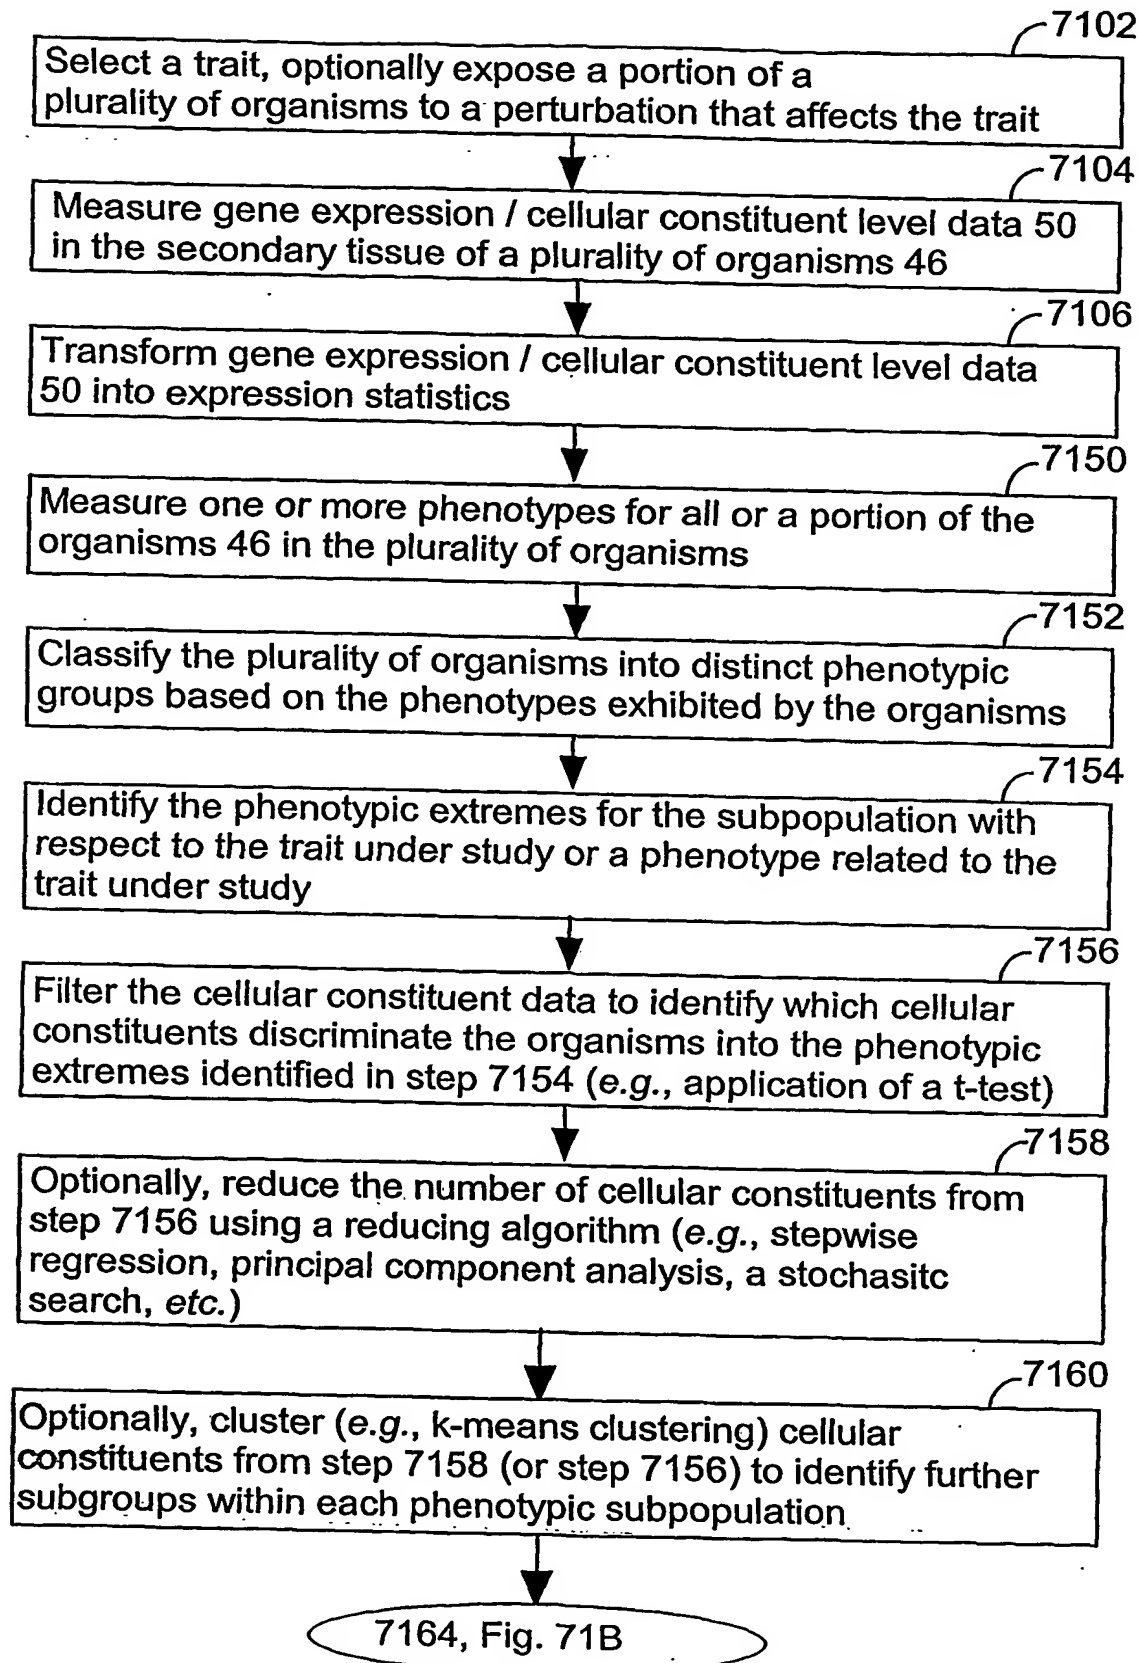 7102
Select a trait, optionally expose a portion of a
plurality of organisms to a perturbation that affects the trait
7104
Measure gene expression / cellular constituent level data 50
in the secondary tissue of a plurality of organisms 46
7106
Transform gene expression / cellular constituent level data
50 into expression statistics
7150
Measure one or more phenotypes for all or a portion of the
organisms 46 in the plurality of organisms
7152
Classify the plurality of organisms into distinct phenotypic
groups based on the phenotypes exhibited by the organisms
7154
Identify the phenotypic extremes for the subpopulation with
respect to the trait under study or a phenotype related to the
trait under study
7156
Filter the cellular constituent data to identify which cellular
constituents discriminate the organisms into the phenotypic
extremes identified in step 7154 (e.g., application of a t-test)
7158
Optionally, reduce the number of cellular constituents from
step 7156 using a reducing algorithm (e.g., stepwise
regression, principal component analysis, a stochasitc
search, etc.)
7160
Optionally, cluster (e.g., k-means clustering) cellular
constituents from step 7158 (or step 7156) to identify further
subgroups within each phenotypic subpopulation
7164, Fig. 71B